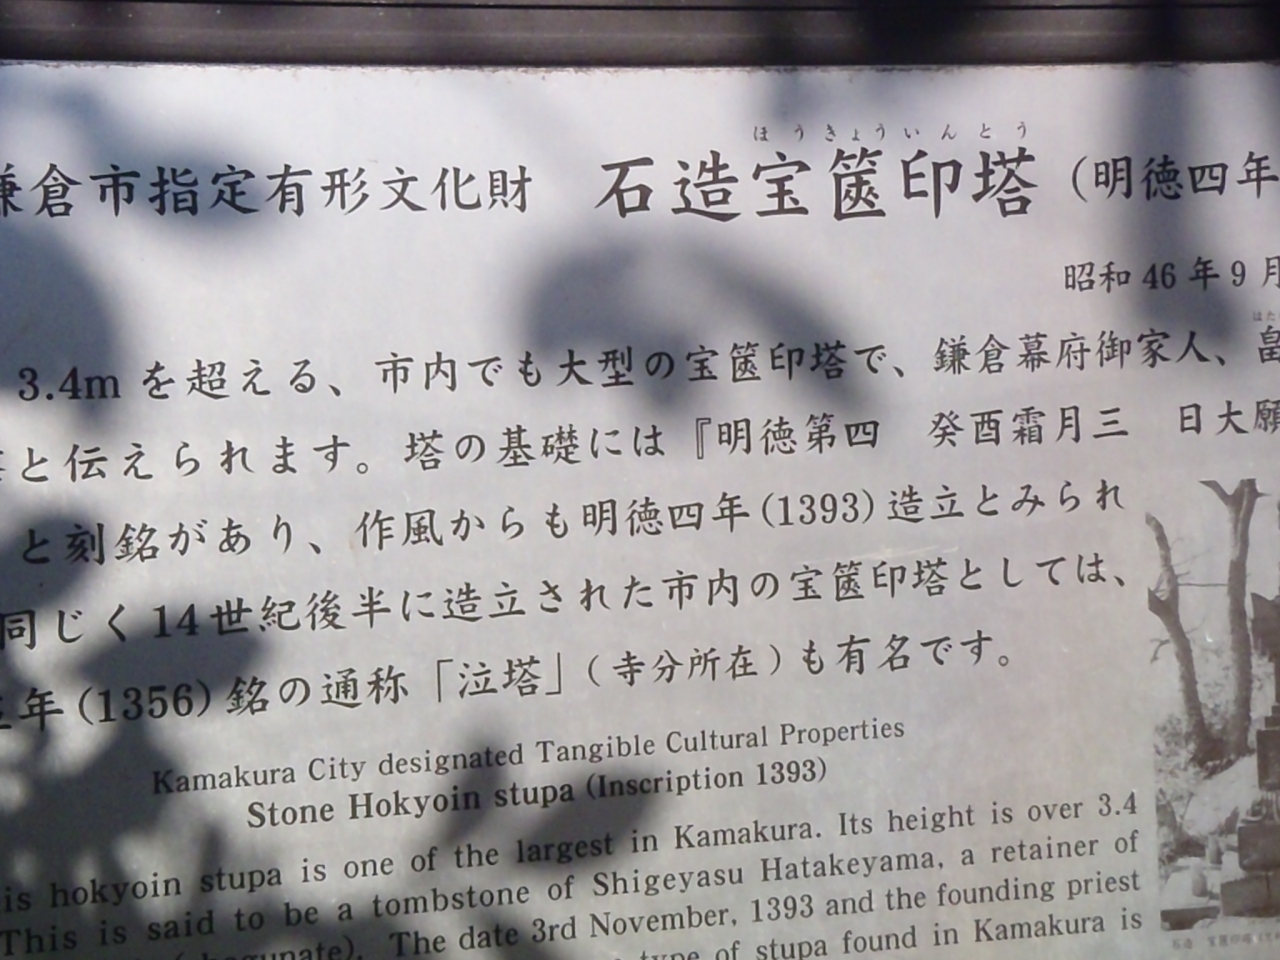 ほうきょういんとう
鎌倉市指定有形文化財　石造宝篋印塔（明徳四年
昭和 46 年 9 月
はた
3.4m を超える、市内でも大型の宝篋印塔で、鎌倉幕府御家人、畠
と伝えられます。塔の基礎には『明徳第四　癸酉霜月三　日大願
と刻銘があり、作風からも明徳四年(1393)造立とみられ
同じく 14 世紀後半に造立された市内の宝篋印塔としては、
年(1356)銘の通称「泣塔」（寺分所在）も有名です。
Kamakura City designated Tangible Cultural Properties
Stone Hokyoin stupa (Inscription 1393)
is hokyoin stupa is one of the largest in Kamakura. Its height is over 3.4
This is said to be a tombstone of Shigeyasu Hatakeyama, a retainer of
The date 3rd November, 1393 and the founding priest
type of stupa found in Kamakura is